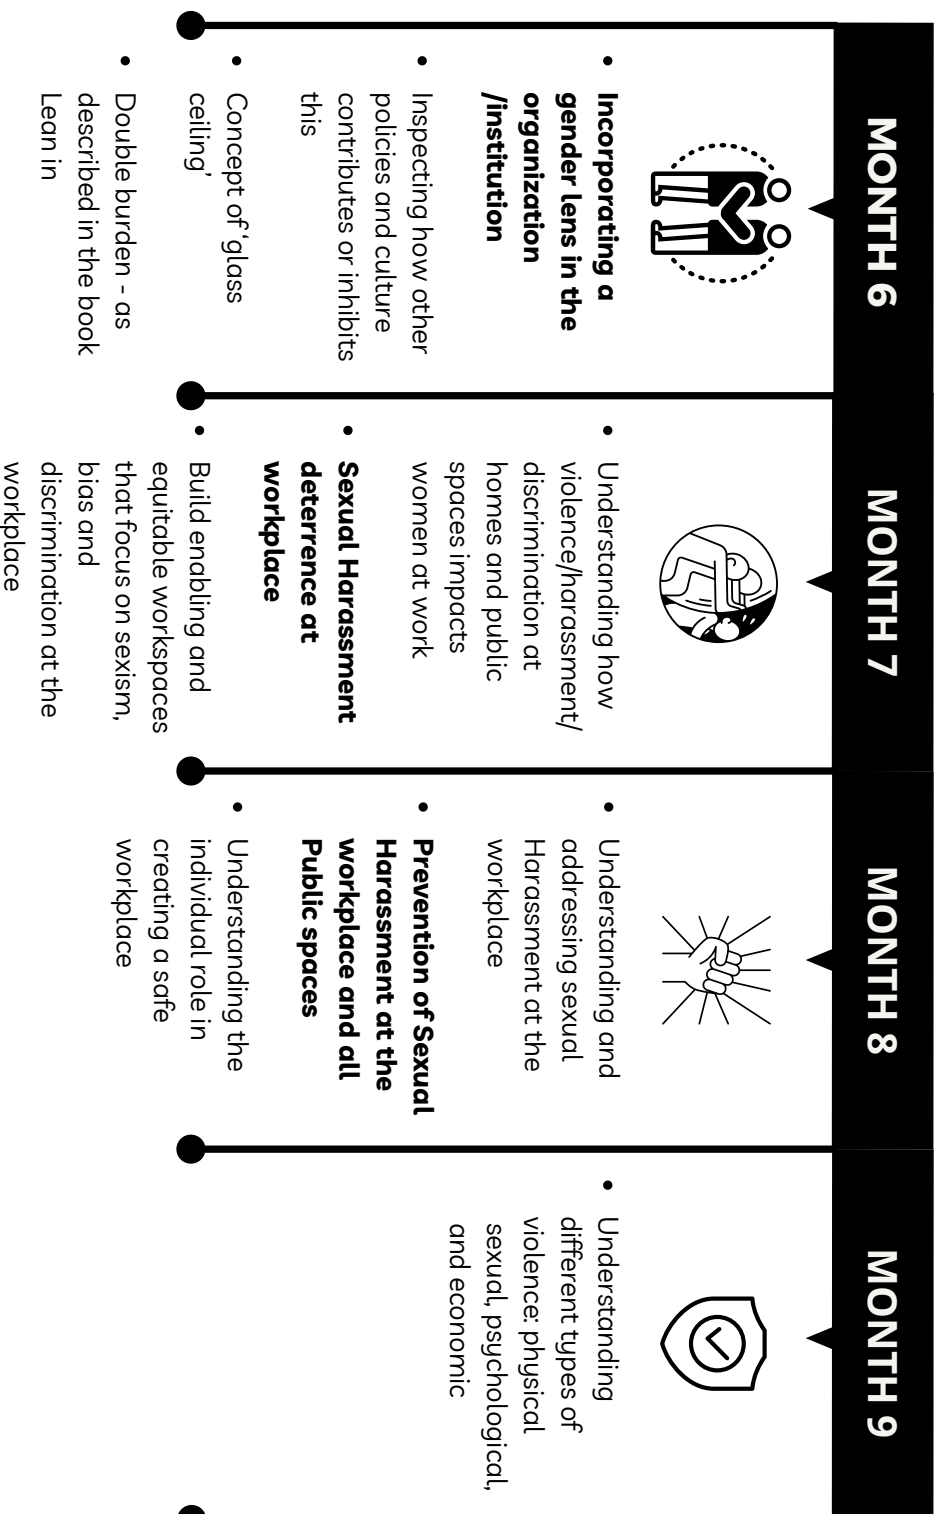 MONTH 6
Incorporating a
gender lens in the
organization
/institution
Inspecting how other
policies and culture
contributes or inhibits
this
Concept of ‘glass
ceiling’
Double burden - as
described in the book
Lean in
MONTH 7
Understanding how
violence/harassment/
discrimination at
homes and public
spaces impacts
women at work
Sexual Harassment
deterrence at
workplace
Build enabling and
equitable workspaces
that focus on sexism,
bias and
discrimination at the
workplace
MONTH 8
Understanding and
addressing sexual
Harassment at the
workplace
Prevention of Sexual
Harassment at the
workplace and all
Public spaces
Understanding the
individual role in
creating a safe
workplace
MONTH 9
Understanding
different types of
violence: physical
sexual, psychological,
and economic